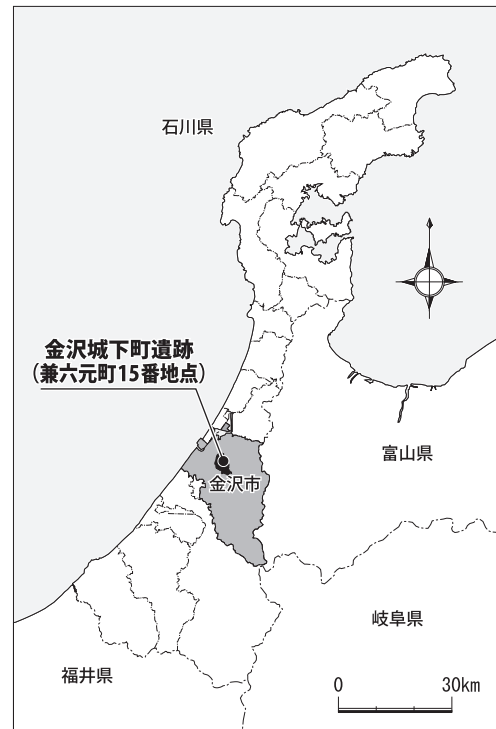 石川県
金沢城下町遺跡
（兼六元町15番地点）
富山県
金沢市
岐阜県
福井県
0 30km